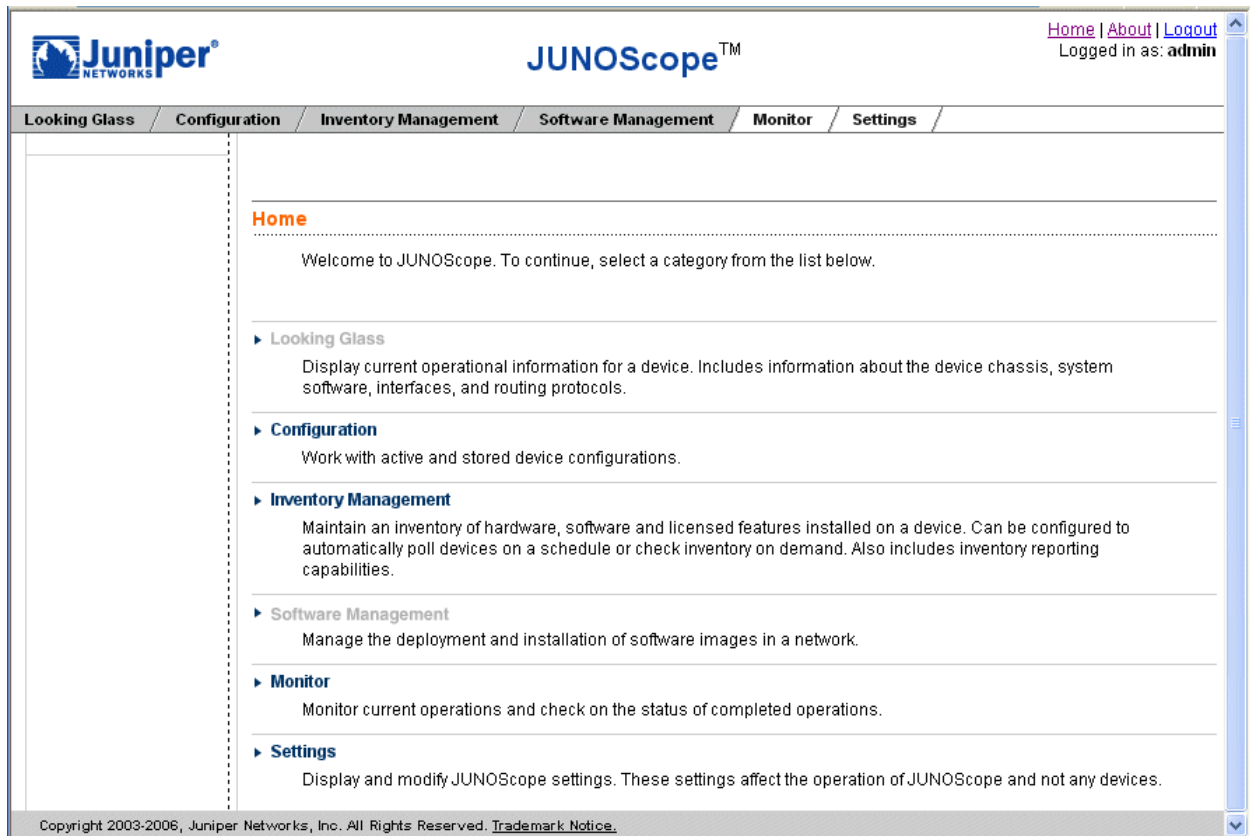 Juniper®
NETWORKS
JUNOScope™
Home | About | Logout
Logged in as: admin
Looking Glass / Configuration / Inventory Management / Software Management / Monitor / Settings /
Home
Welcome to JUNOScope. To continue, select a category from the list below.
Looking Glass
Display current operational information for a device. Includes information about the device chassis, system
software, interfaces, and routing protocols.
Configuration
Work with active and stored device configurations.
Inventory Management
Maintain an inventory of hardware, software and licensed features installed on a device. Can be configured to
automatically poll devices on a schedule or check inventory on demand. Also includes inventory reporting
capabilities.
Software Management
Manage the deployment and installation of software images in a network.
Monitor
Monitor current operations and check on the status of completed operations.
Settings
Display and modify JUNOScope settings. These settings affect the operation of JUNOScope and not any devices.
Copyright 2003-2006, Juniper Networks, Inc. All Rights Reserved. Trademark Notice.